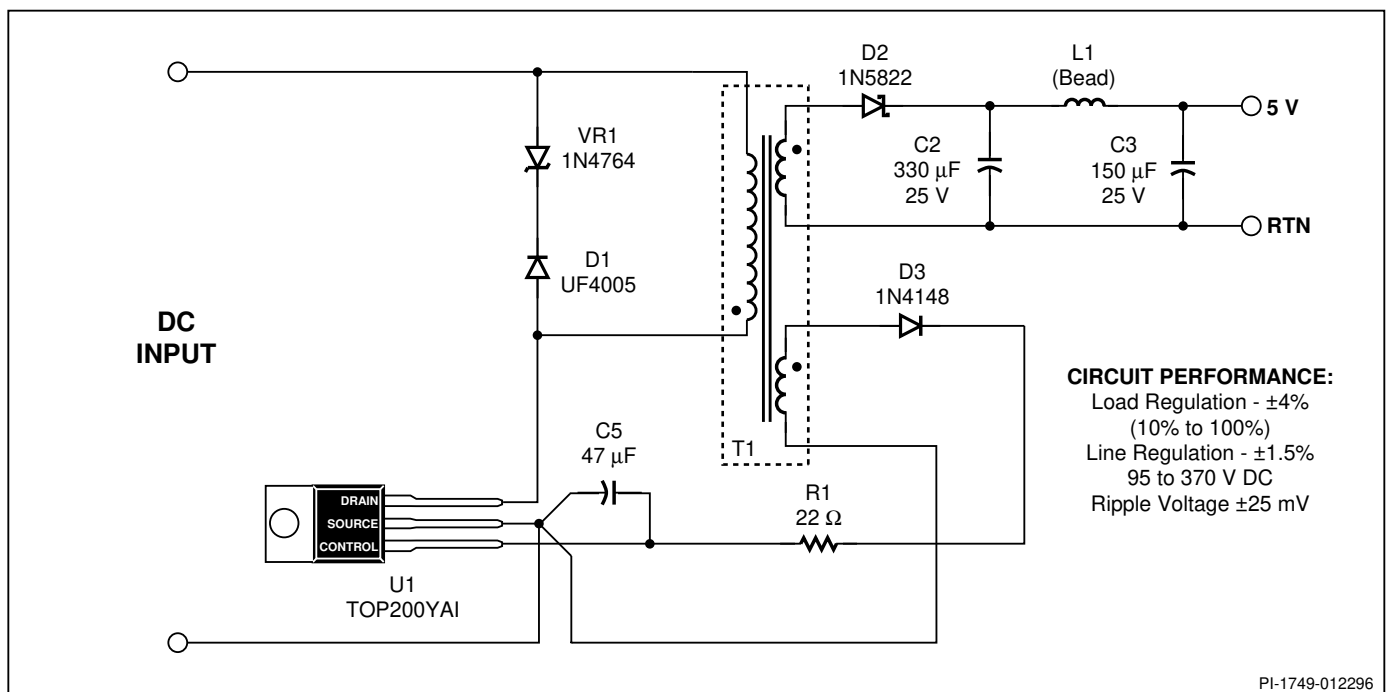 D2
1N5822
L1
(Bead)
5 V
VR1
1N4764
C2
330 μF
25 V
C3
150 μF
25 V
RTN
D1
UF4005
D3
1N4148
DC
INPUT
CIRCUIT PERFORMANCE:
Load Regulation - ±4%
(10% to 100%)
Line Regulation - ±1.5%
95 to 370 V DC
Ripple Voltage ±25 mV
T1
C5
47 μF
R1
22 Ω
DRAIN
SOURCE
CONTROL
U1
TOP200YAI
PI-1749-012296